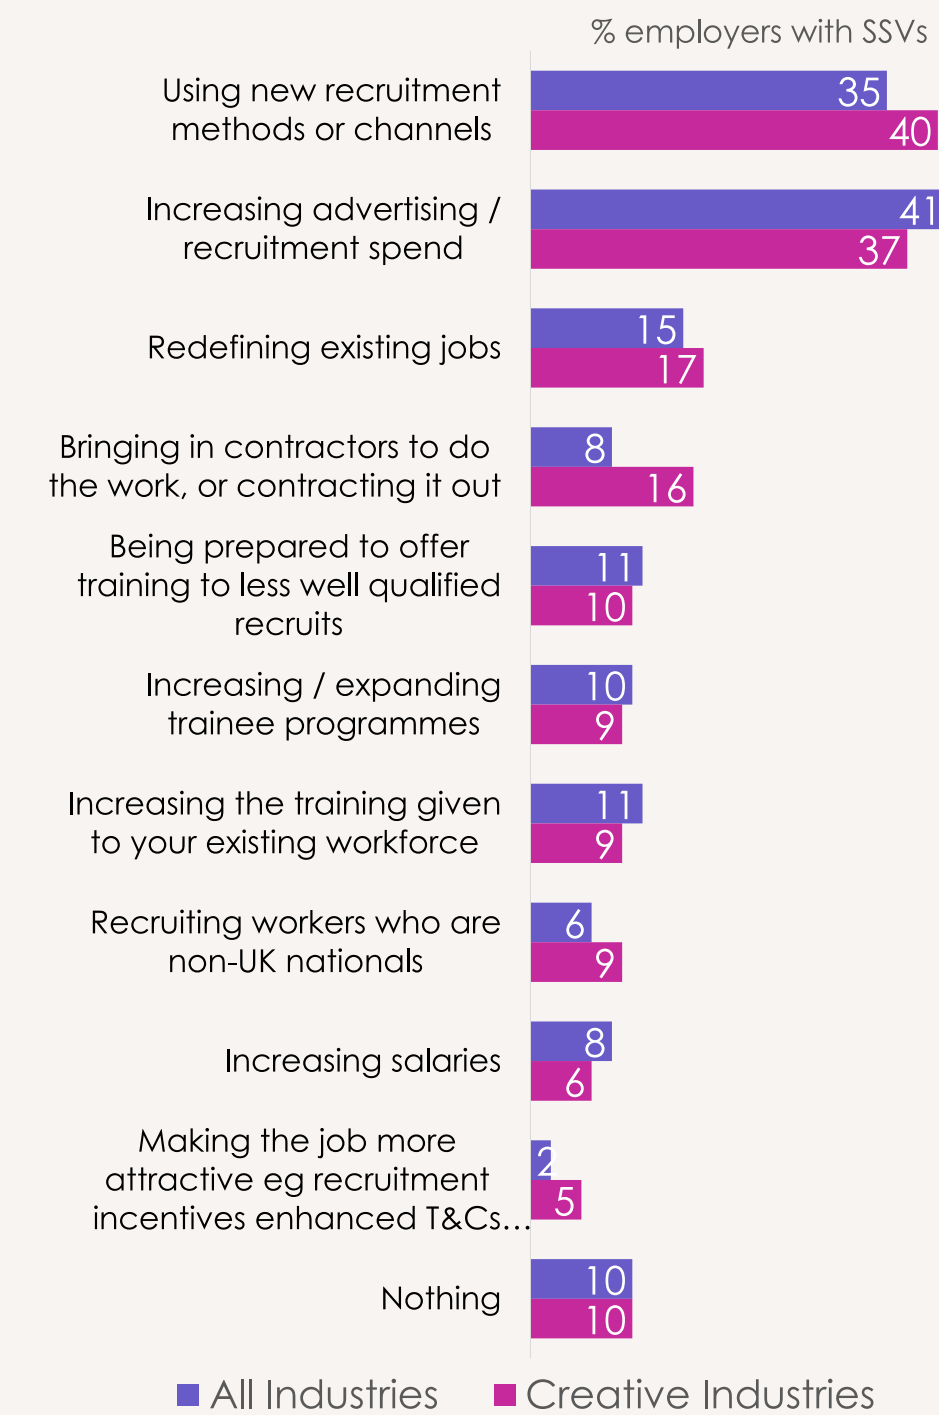 % employers with SSVs
Using new recruitment
methods or channels
35
40
Increasing advertising /
recruitment spend
41
37
Redefining existing jobs
15
17
Bringing in contractors to do
the work, or contracting it out
8
16
Being prepared to offer
training to less well qualified
recruits
11
10
Increasing / expanding
trainee programmes
10
9
Increasing the training given
to your existing workforce
11
9
Recruiting workers who are
non-UK nationals
6
9
Increasing salaries
8
6
Making the job more
attractive eg recruitment
incentives enhanced T&Cs…
2
5
Nothing
10
10
All Industries Creative Industries